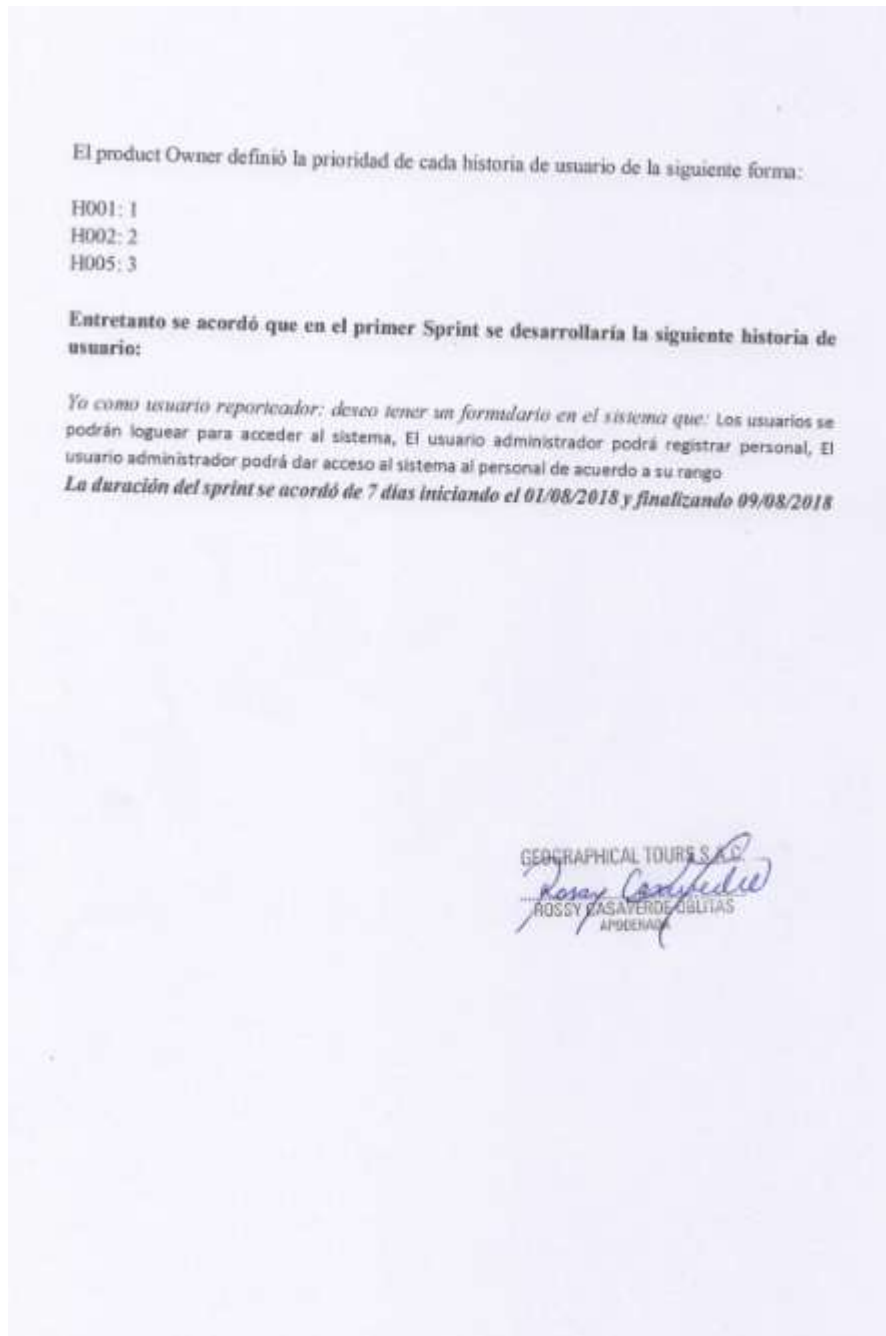 El product Owner definió la prioridad de cada historia de usuario de la siguiente forma:
H001: 1
H002: 2
H005: 3
Entretanto se acordó que en el primer Sprint se desarrollaría la siguiente historia de
usuario:
Yo como usuario reporteador: deseo tener un formulario en el sistema que: Los usuarios se
podrán loguear para acceder al sistema, El usuario administrador podrá registrar personal, El
usuario administrador podrá dar acceso al sistema al personal de acuerdo a su rango
La duración del sprint se acordó de 7 días iniciando el 01/08/2018 y finalizando 09/08/2018
GEOGRAPHICAL TOURS S.A.C.
Rossy Casaverde
ROSSY CASAVERDE OBLITAS
APODERADA